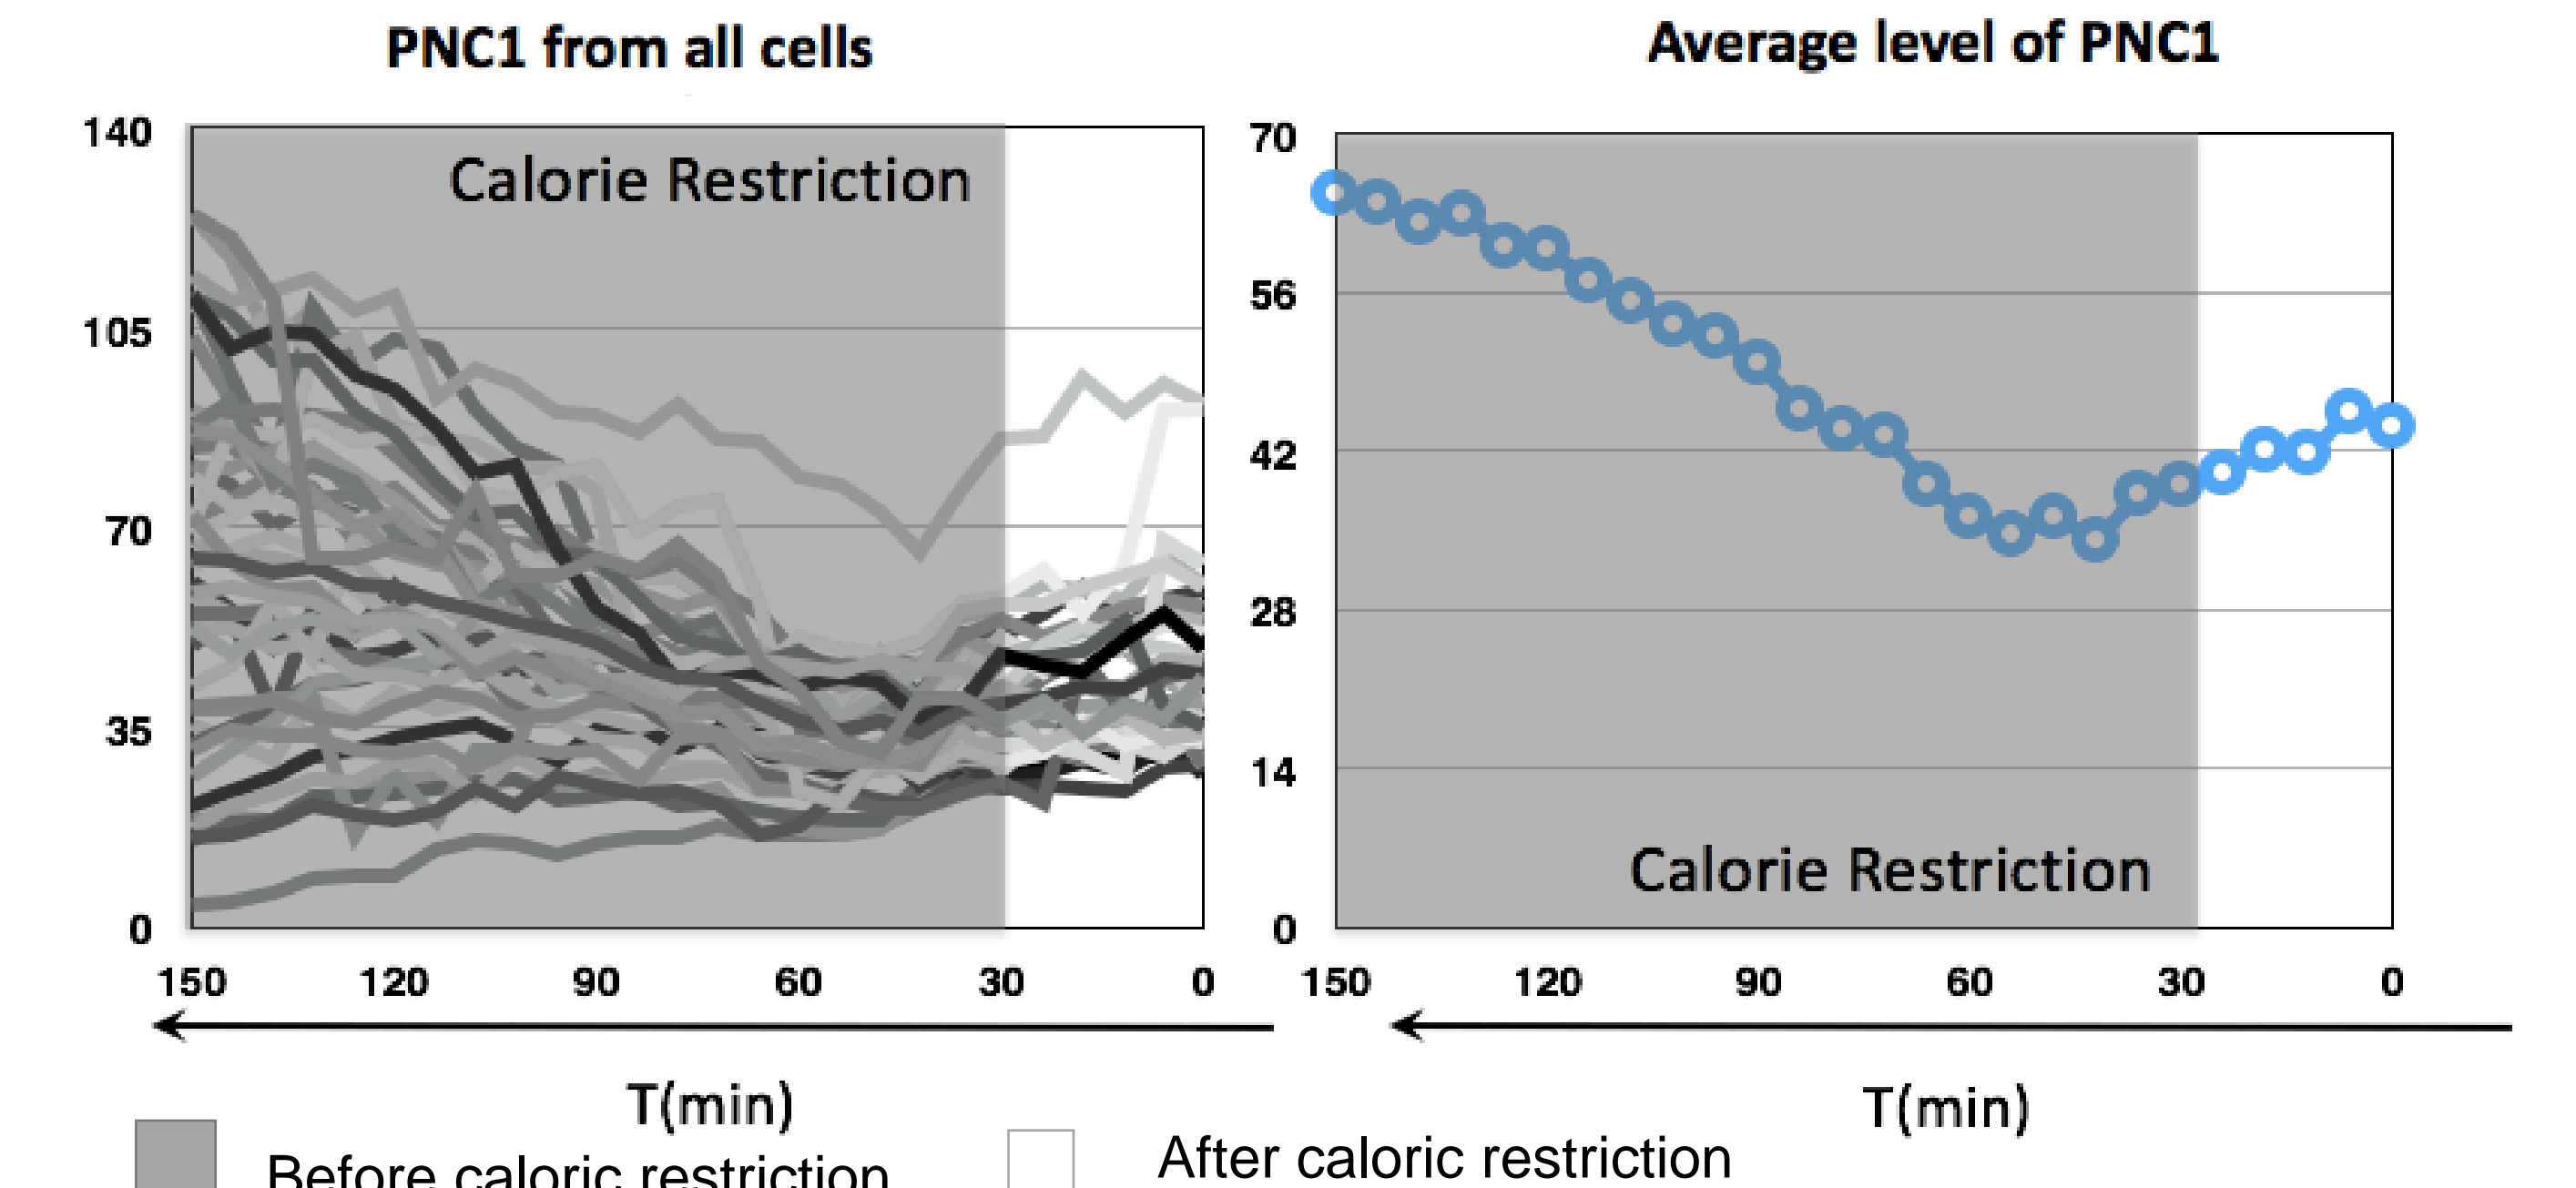 PNC1 from all cells
140
105
70
35
0
Calorie Restriction
150 120 90 60 30 0
T(min)
Average level of PNC1
70
56
42
28
14
0
Calorie Restriction
150 120 90 60 30 0
T(min)
Before caloric restriction
After caloric restriction